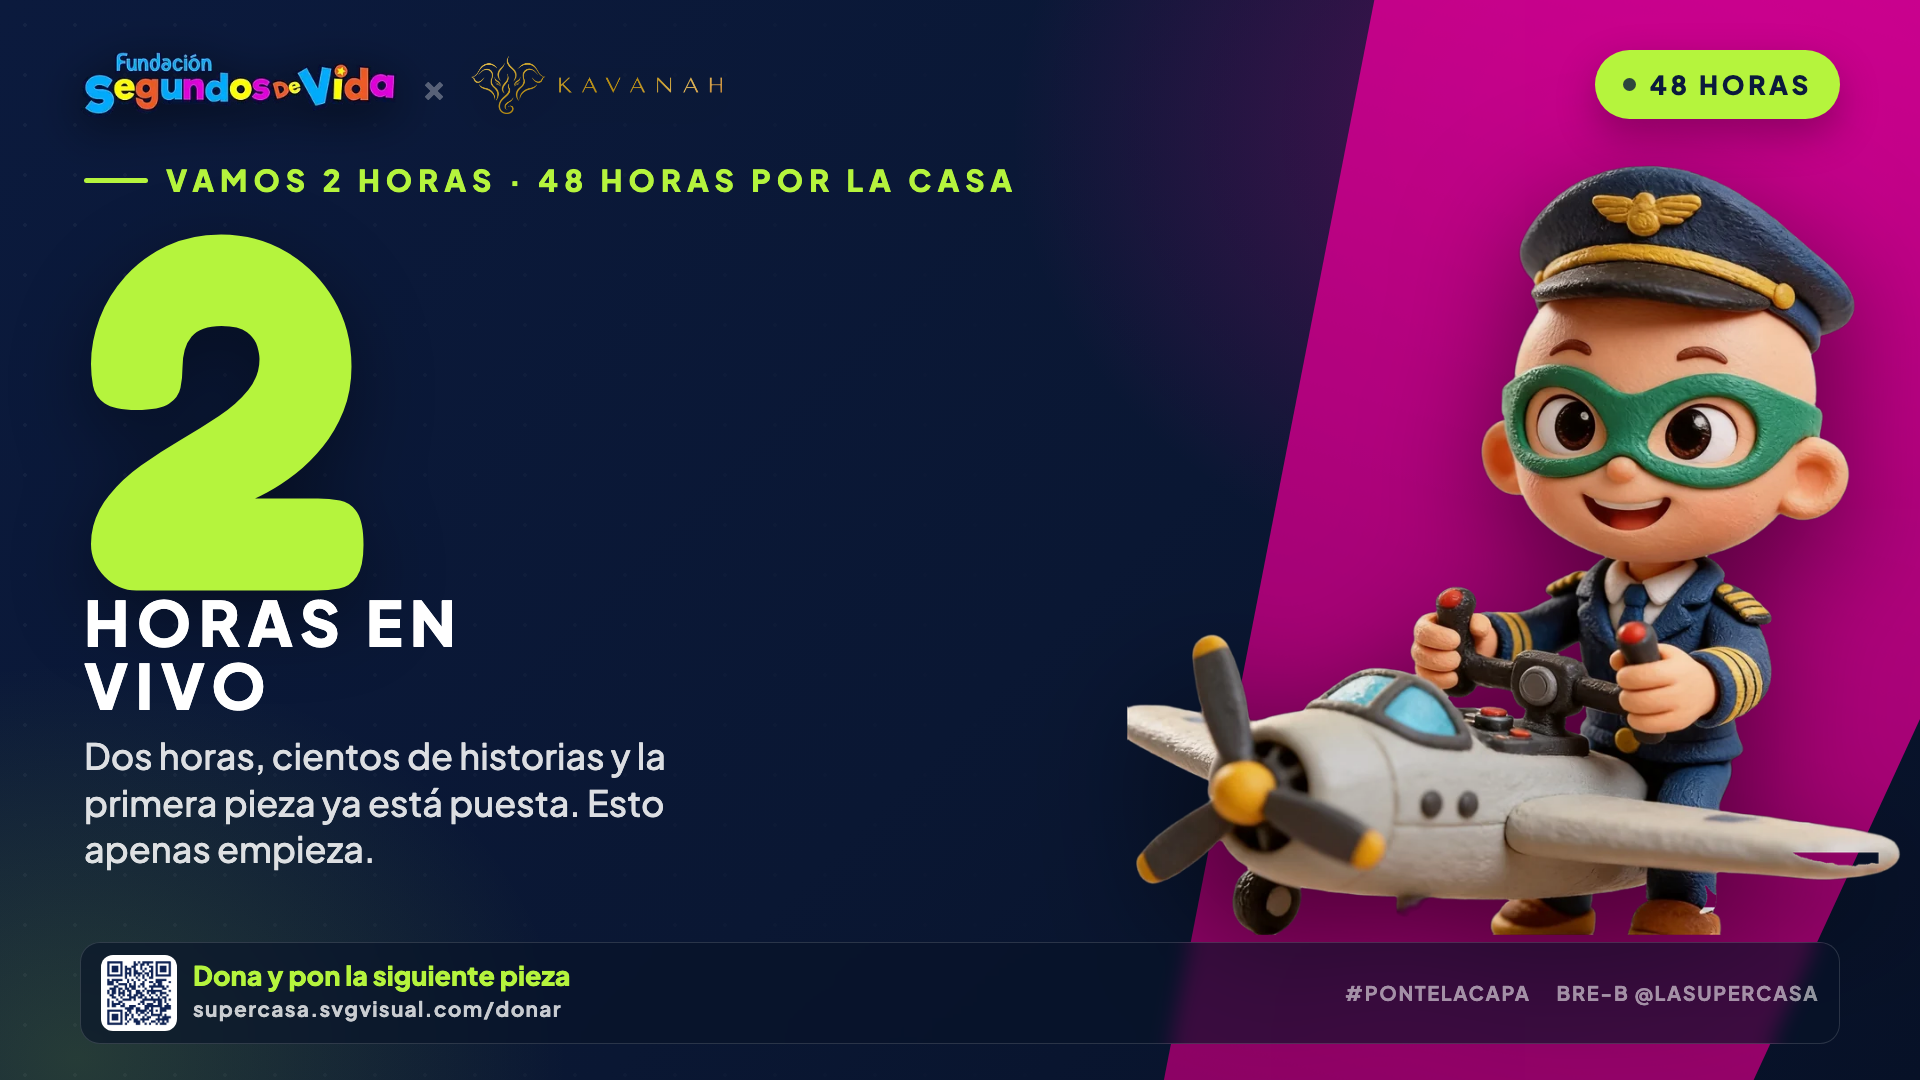 Fundación
Segundos DE Vida × KAVANAH
48 HORAS
VAMOS 2 HORAS · 48 HORAS POR LA CASA
2
HORAS EN
VIVO
Dos horas, cientos de historias y la
primera pieza ya está puesta. Esto
apenas empieza.
Dona y pon la siguiente pieza
supercasa.svgvisual.com/donar
#PONTELACAPA BRE-B @LASUPERCASA